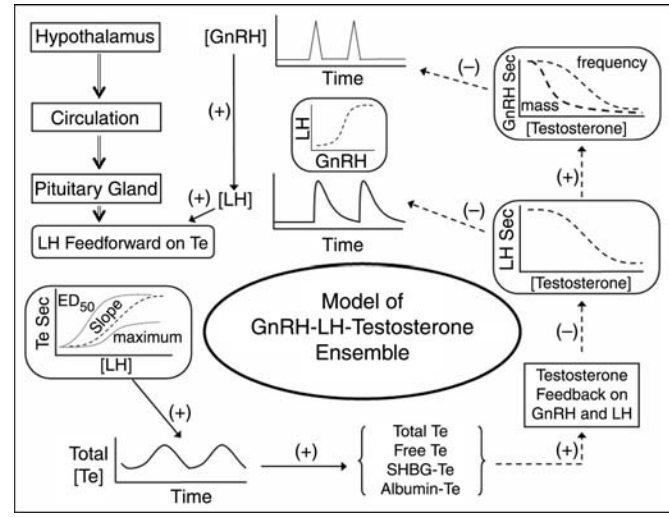 Hypothalamus
Circulation
Pituitary Gland
LH Feedforward on Te
[GnRH]
(+)
[LH]
(+)
Time
LH
GnRH
Time
(–)
(–)
GnRH Sec
frequency
mass
[Testosterone]
(+)
LH Sec
[Testosterone]
(–)
Testosterone
Feedback on
GnRH and LH
(+)
Model of
GnRH-LH-Testosterone
Ensemble
Te Sec
ED50
Slope
maximum
[LH]
(+)
Total
[Te]
Time
(+)
Total Te
Free Te
SHBG-Te
Albumin-Te